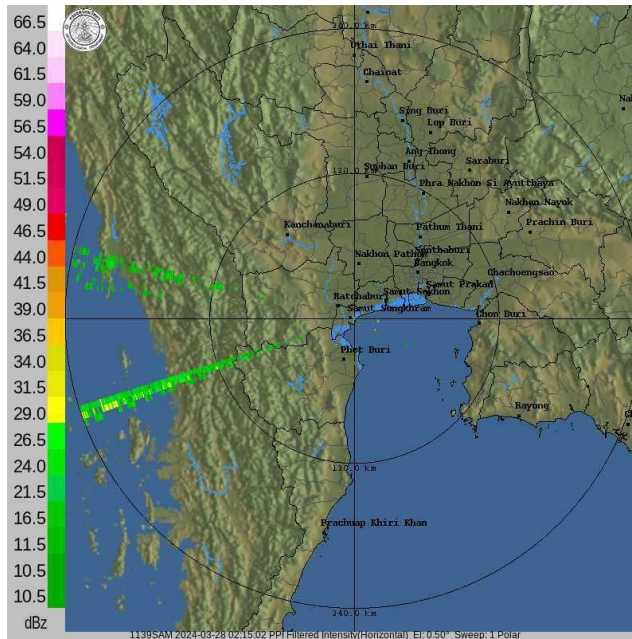 66.5
64.0
61.5
59.0
56.5
54.0
51.5
49.0
46.5
44.0
41.5
39.0
36.5
34.0
31.5
29.0
26.5
24.0
21.5
16.5
11.5
10.5
dBz
240.0 km
Uthai Thani
Chainat
Sing Buri
Lop Buri
Ang Thong
Saraburi
Suphan Buri
120.0 km
Phra Nakhon Si Ayutthaya
Nakhon Nayok
Prachin Buri
Kanchanaburi
Pathum Thani
Nonthaburi
Nakhon Pathom
Bangkok
Chachoengsao
Samut Prakan
Samut Sakhon
Ratchaburi
Samut Songkhram
Chon Buri
Phet Buri
Rayong
120.0 km
Prachuap Khiri Khan
240.0 km
1139SAM 2024-03-28 02:15:02 PPI Filtered Intensity(Horizontal) El: 0.50° Sweep: 1 Polar